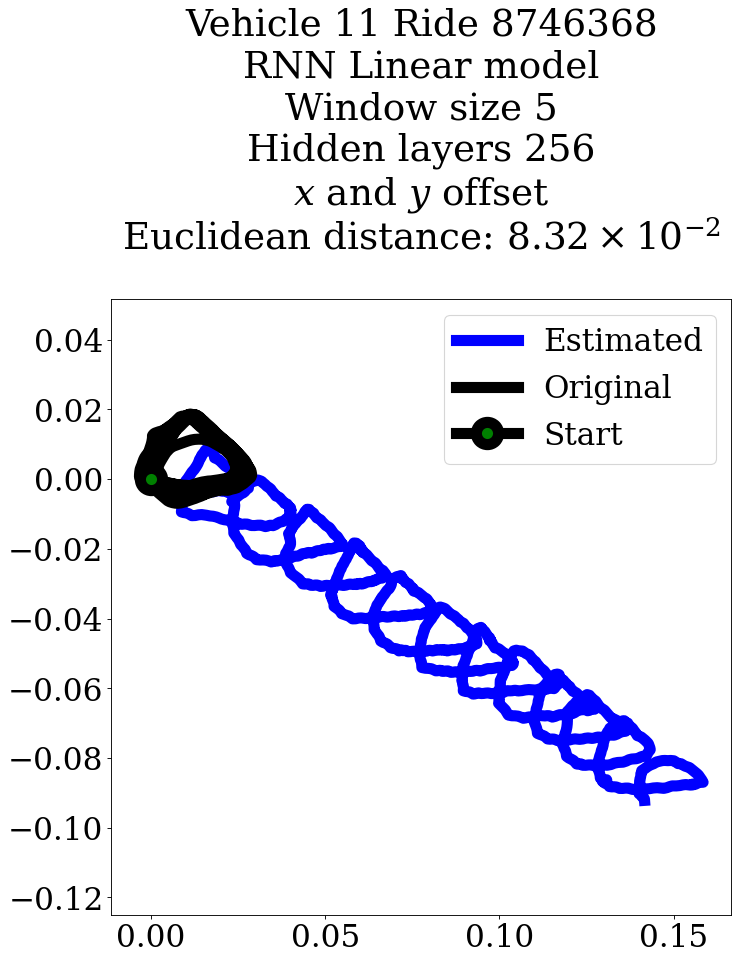 Vehicle 11 Ride 8746368
RNN Linear model
Window size 5
Hidden layers 256
x and y offset
Euclidean distance: 8.32 × 10⁻²
Estimated
Original
Start
0.04
0.02
0.00
−0.02
−0.04
−0.06
−0.08
−0.10
−0.12
0.00 0.05 0.10 0.15